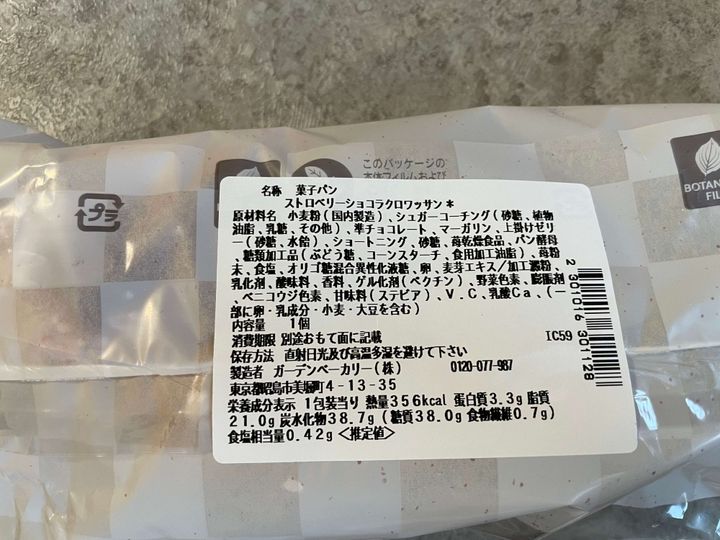 このパッケージの
本体フィルムおよび
BOTAN
FIL
プラ
名称 菓子パン
ストロベリーショコラクロワッサン*
原材料名 小麦粉(国内製造)、シュガーコーチング(砂糖、植物
油脂、乳糖、その他)、準チョコレート、マーガリン、上掛けゼリ
ー(砂糖、水飴)、ショートニング、砂糖、苺乾燥食品、パン酵母
、糖類加工品(ぶどう糖、コーンスターチ、食用加工油脂)、苺粉
末、食塩、オリゴ糖混合異性化液糖、卵、麦芽エキス/加工澱粉、
乳化剤、酸味料、香料、ゲル化剤(ペクチン)、野菜色素、膨脹剤
、ベニコウジ色素、甘味料(ステビア)、V.C、乳酸Ca、(一
部に卵・乳成分・小麦・大豆を含む)
内容量 1個
消費期限 別途おもて面に記載 IC59
保存方法 直射日光及び高温多湿を避けて下さい
製造者 ガーデンベーカリー(株) 0120-077-987
東京都昭島市美堀町4-13-35
栄養成分表示 1包装当り 熱量356kcal 蛋白質3.3g 脂質
21.0g 炭水化物38.7g(糖質38.0g 食物繊維0.7g)
食塩相当量0.42g <推定値>
2 301016 301128